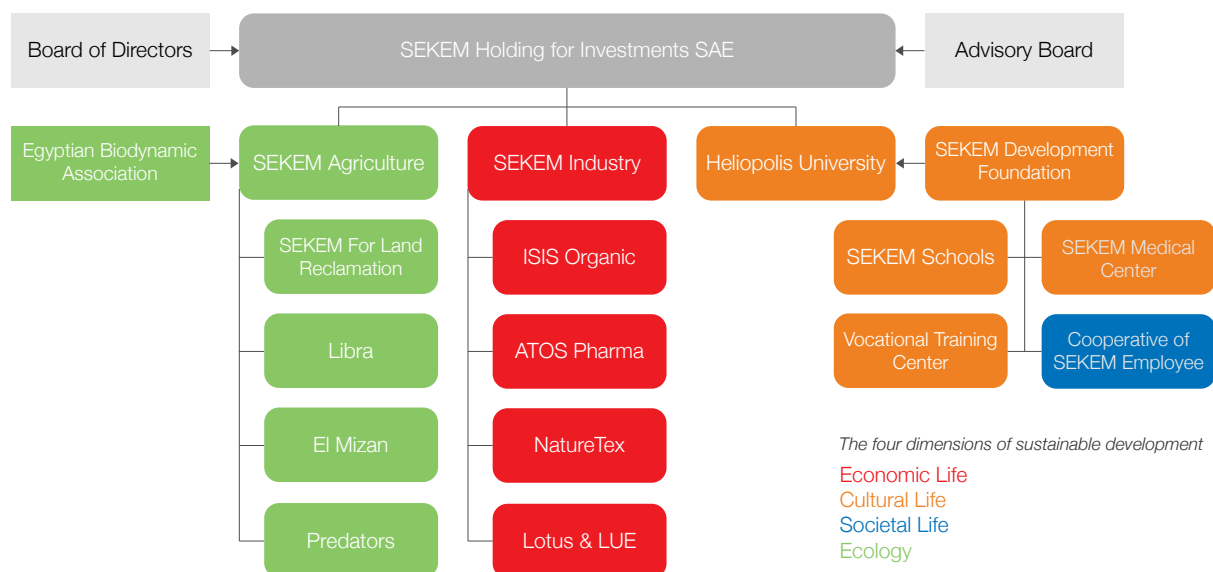 Board of Directors
SEKEM Holding for Investments SAE
Advisory Board
Egyptian Biodynamic
Association
SEKEM Agriculture
SEKEM Industry
Heliopolis University
SEKEM Development
Foundation
SEKEM For Land
Reclamation
ISIS Organic
SEKEM Schools
SEKEM Medical
Center
Libra
ATOS Pharma
Vocational Training
Center
Cooperative of
SEKEM Employee
El Mizan
NatureTex
Predators
Lotus & LUE
The four dimensions of sustainable development
Economic Life
Cultural Life
Societal Life
Ecology